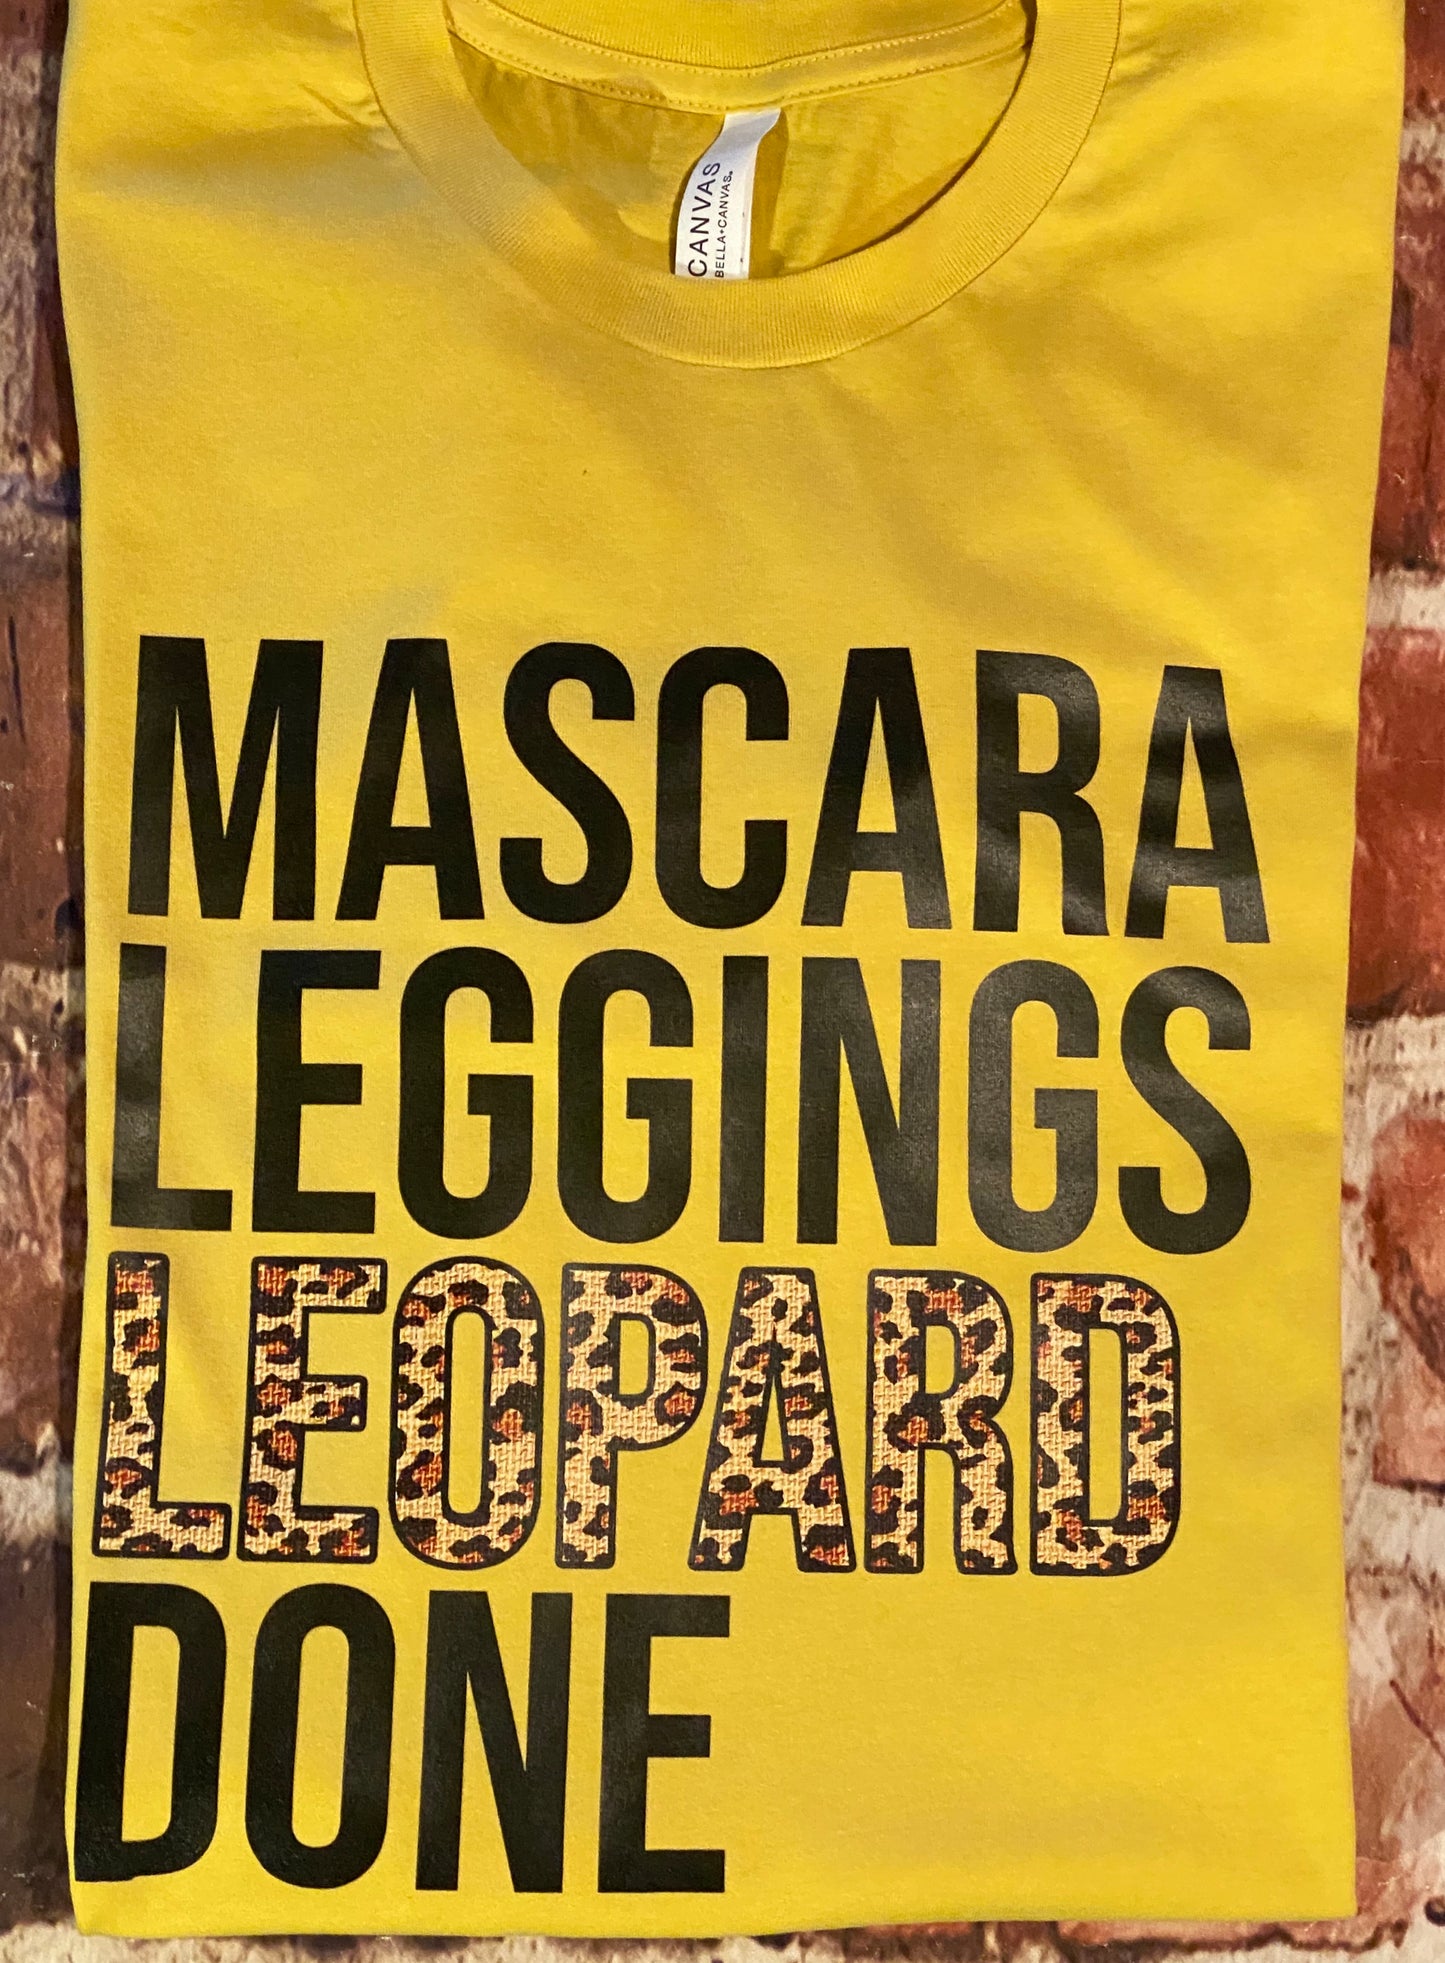 CANVAS
BELLA+CANVAS.
MASCARA
LEGGINGS
LEOPARD
DONE